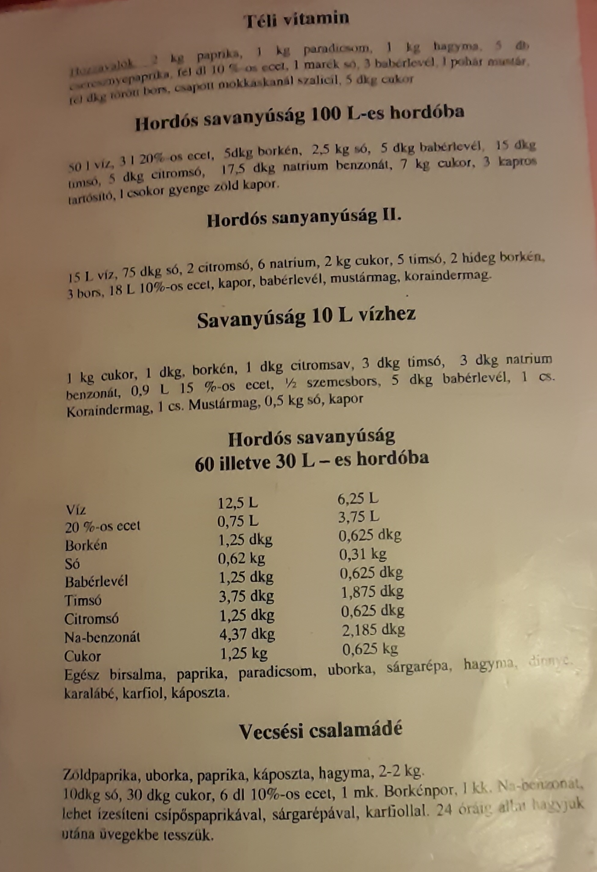 Téli vitamin
Hozzávalók: 2 kg paprika, 1 kg paradicsom, 1 kg hagyma, 5 db
cseresznyepaprika, fél dl 10 %-os ecet, 1 marék só, 3 babérlevél, 1 pohár mustár,
fél dkg törött bors, csapott mokkáskanál szalicil, 5 dkg cukor
Hordós savanyúság 100 L-es hordóba
50 l víz, 3 l 20%-os ecet, 5dkg borkén, 2,5 kg só, 5 dkg babérlevél, 15 dkg
timsó, 5 dkg citromsó, 17,5 dkg natrium benzonát, 7 kg cukor, 3 kapros
tartósító, 1 csokor gyenge zöld kapor.
Hordós sanyanyúság II.
15 L víz, 75 dkg só, 2 citromsó, 6 natrium, 2 kg cukor, 5 timsó, 2 hideg borkén,
3 bors, 18 L 10%-os ecet, kapor, babérlevél, mustármag, koraindermag.
Savanyúság 10 L vízhez
1 kg cukor, 1 dkg, borkén, 1 dkg citromsav, 3 dkg timsó, 3 dkg natrium
benzonát, 0,9 L 15 %-os ecet, ½ szemesbors, 5 dkg babérlevél, 1 cs.
Koraindermag, 1 cs. Mustármag, 0,5 kg só, kapor
Hordós savanyúság
60 illetve 30 L – es hordóba
Víz 12,5 L 6,25 L
20 %-os ecet 0,75 L 3,75 L
Borkén 1,25 dkg 0,625 dkg
Só 0,62 kg 0,31 kg
Babérlevél 1,25 dkg 0,625 dkg
Timsó 3,75 dkg 1,875 dkg
Citromsó 1,25 dkg 0,625 dkg
Na-benzonát 4,37 dkg 2,185 dkg
Cukor 1,25 kg 0,625 kg
Egész birsalma, paprika, paradicsom, uborka, sárgarépa, hagyma, dinnye,
karalábé, karfiol, káposzta.
Vecsési csalamádé
Zöldpaprika, uborka, paprika, káposzta, hagyma, 2-2 kg.
10dkg só, 30 dkg cukor, 6 dl 10%-os ecet, 1 mk. Borkénpor, 1 kk. Na-benzonát,
lehet ízesíteni csípőspaprikával, sárgarépával, karfiollal. 24 óráig állni hagyjuk
utána üvegekbe tesszük.